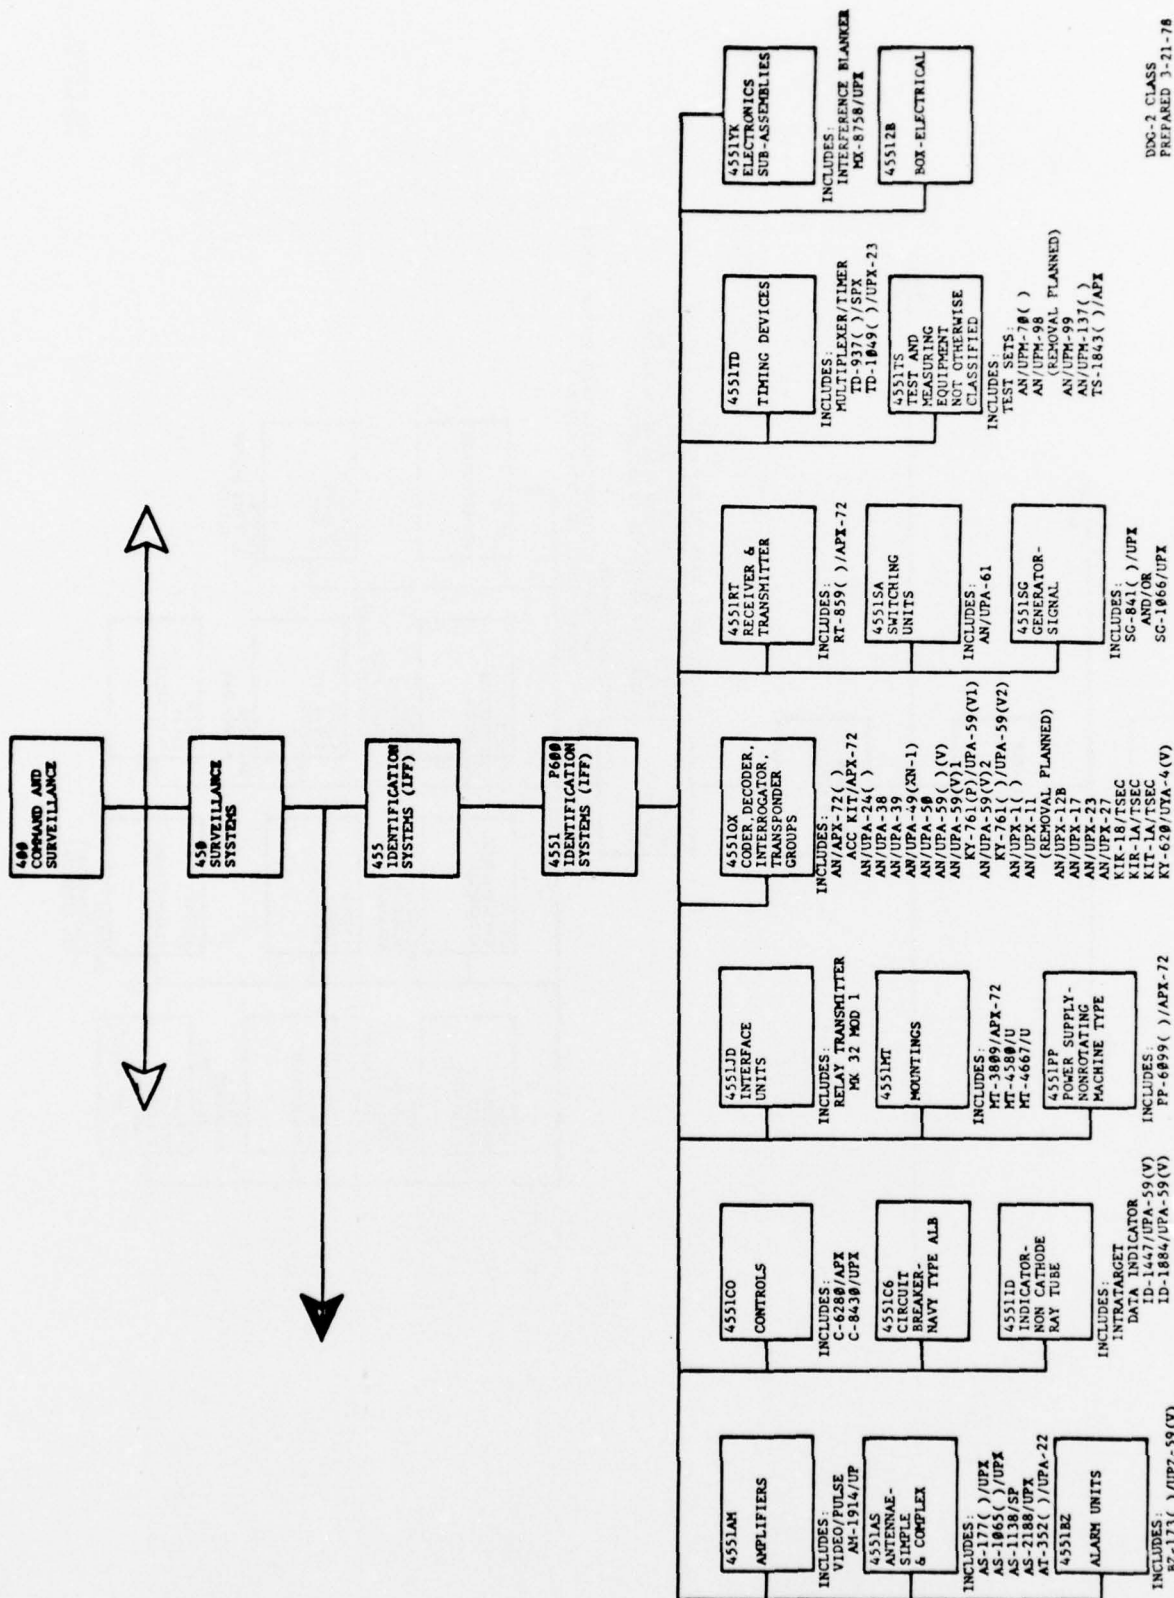 400
COMMAND AND
SURVEILLANCE
450
SURVEILLANCE
SYSTEMS
455
IDENTIFICATION
SYSTEMS (IFF)
4551 P600
IDENTIFICATION
SYSTEMS (IFF)
4551AM
AMPLIFIERS
INCLUDES:
VIDEO/PULSE
AM-1914/UP
4551AS
ANTENNAE-
SIMPLE
& COMPLEX
INCLUDES:
AS-177( )/UPX
AS-1065( )/UPX
AS-1138/SP
AS-2188/UPX
AT-352( )/UPA-22
4551BZ
ALARM UNITS
INCLUDES:
BZ-173( )/UPZ-59(V)
4551CO
CONTROLS
INCLUDES:
C-6280/APX
C-8430/UPX
4551C6
CIRCUIT
BREAKER-
NAVY TYPE ALB
4551ID
INDICATOR-
NON CATHODE
RAY TUBE
INCLUDES:
INTRATARGET
DATA INDICATOR
ID-1447/UPA-59(V)
ID-1884/UPA-59(V)
4551JD
INTERFACE
UNITS
INCLUDES:
RELAY TRANSMITTER
MK 32 MOD 1
4551MT
MOUNTINGS
INCLUDES:
MT-3809/APX-72
MT-4580/U
MT-4667/U
4551PP
POWER SUPPLY-
NONROTATING
MACHINE TYPE
INCLUDES:
PP-6099( )/APX-72
4551OX
CODER,DECODER,
INTERROGATOR,
TRANSPONDER
GROUPS
INCLUDES:
AN/APX-72( )
ACC KIT/APX-72
AN/UPA-24( )
AN/UPA-38
AN/UPA-39
AN/UPA-49(XN-1)
AN/UPA-50
AN/UPA-59( )(V)
AN/UPA-59(V)1
KY-761(P)/UPA-59(V1)
AN/UPA-59(V)2
KY-761( )/UPA-59(V2)
AN/UPX-1( )
AN/UPX-11
(REMOVAL PLANNED)
AN/UPX-12B
AN/UPX-17
AN/UPX-23
AN/UPX-27
KIR-18/TSEC
KIR-1A/TSEC
KIT-1A/TSEC
KY-620/UYA-4(V)
4551RT
RECEIVER &
TRANSMITTER
INCLUDES:
RT-859( )/APX-72
4551SA
SWITCHING
UNITS
INCLUDES:
AN/UPA-61
4551SG
GENERATOR-
SIGNAL
INCLUDES:
SG-841( )/UPX
AND/OR
SG-1066/UPX
4551TD
TIMING DEVICES
INCLUDES:
MULTIPLEXER/TIMER
TD-937( )/SPX
TD-1049( )/UPX-23
4551TS
TEST AND
MEASURING
EQUIPMENT
NOT OTHERWISE
CLASSIFIED
INCLUDES:
TEST SETS:
AN/UPM-70( )
AN/UPM-98
(REMOVAL PLANNED)
AN/UPM-99
AN/UPM-137( )
TS-1843( )/APX
4551YK
ELECTRONICS
SUB-ASSEMBLIES
INCLUDES:
INTERFERENCE BLANKER
MX-8758/UPX
45512B
BOX-ELECTRICAL
DDG-2 CLASS
PREPARED 3-21-78